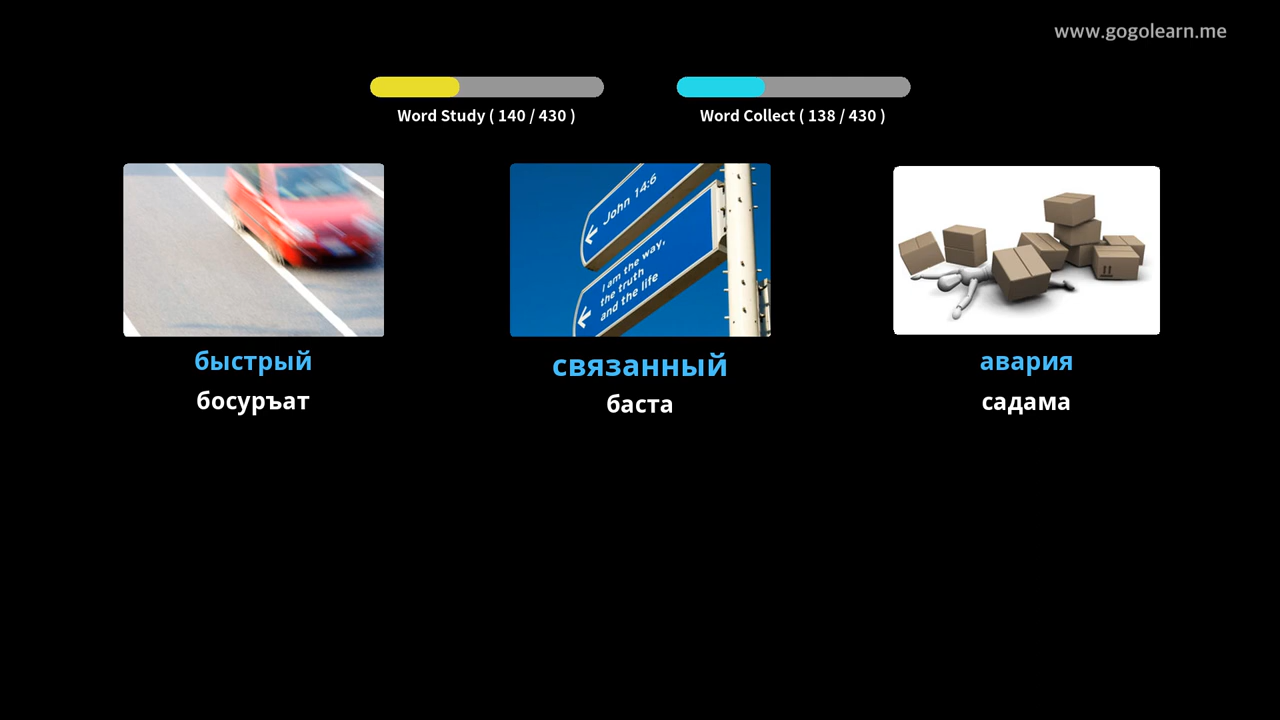 www.gogolearn.me
Word Study ( 140 / 430 )
Word Collect ( 138 / 430 )
John 14:6
I am the way,
the truth
and the life
быстрый
связанный
авария
босуръат
баста
садама